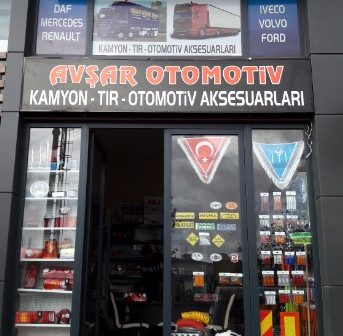 DAF
MERCEDES
RENAULT
KAMYON - TIR - OTOMOTİV AKSESUARLARI
IVECO
VOLVO
FORD
AVŞAR OTOMOTİV
KAMYON - TIR - OTOMOTİV AKSESUARLARI